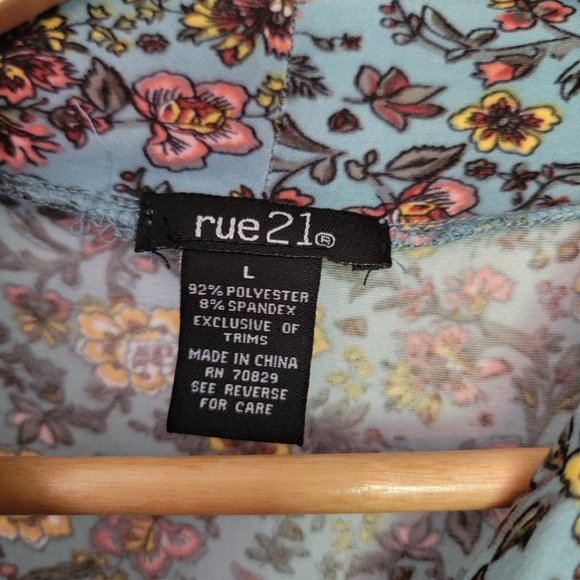 rue21®
L
92% POLYESTER
8% SPANDEX
EXCLUSIVE OF
TRIMS
MADE IN CHINA
RN 70829
SEE REVERSE
FOR CARE